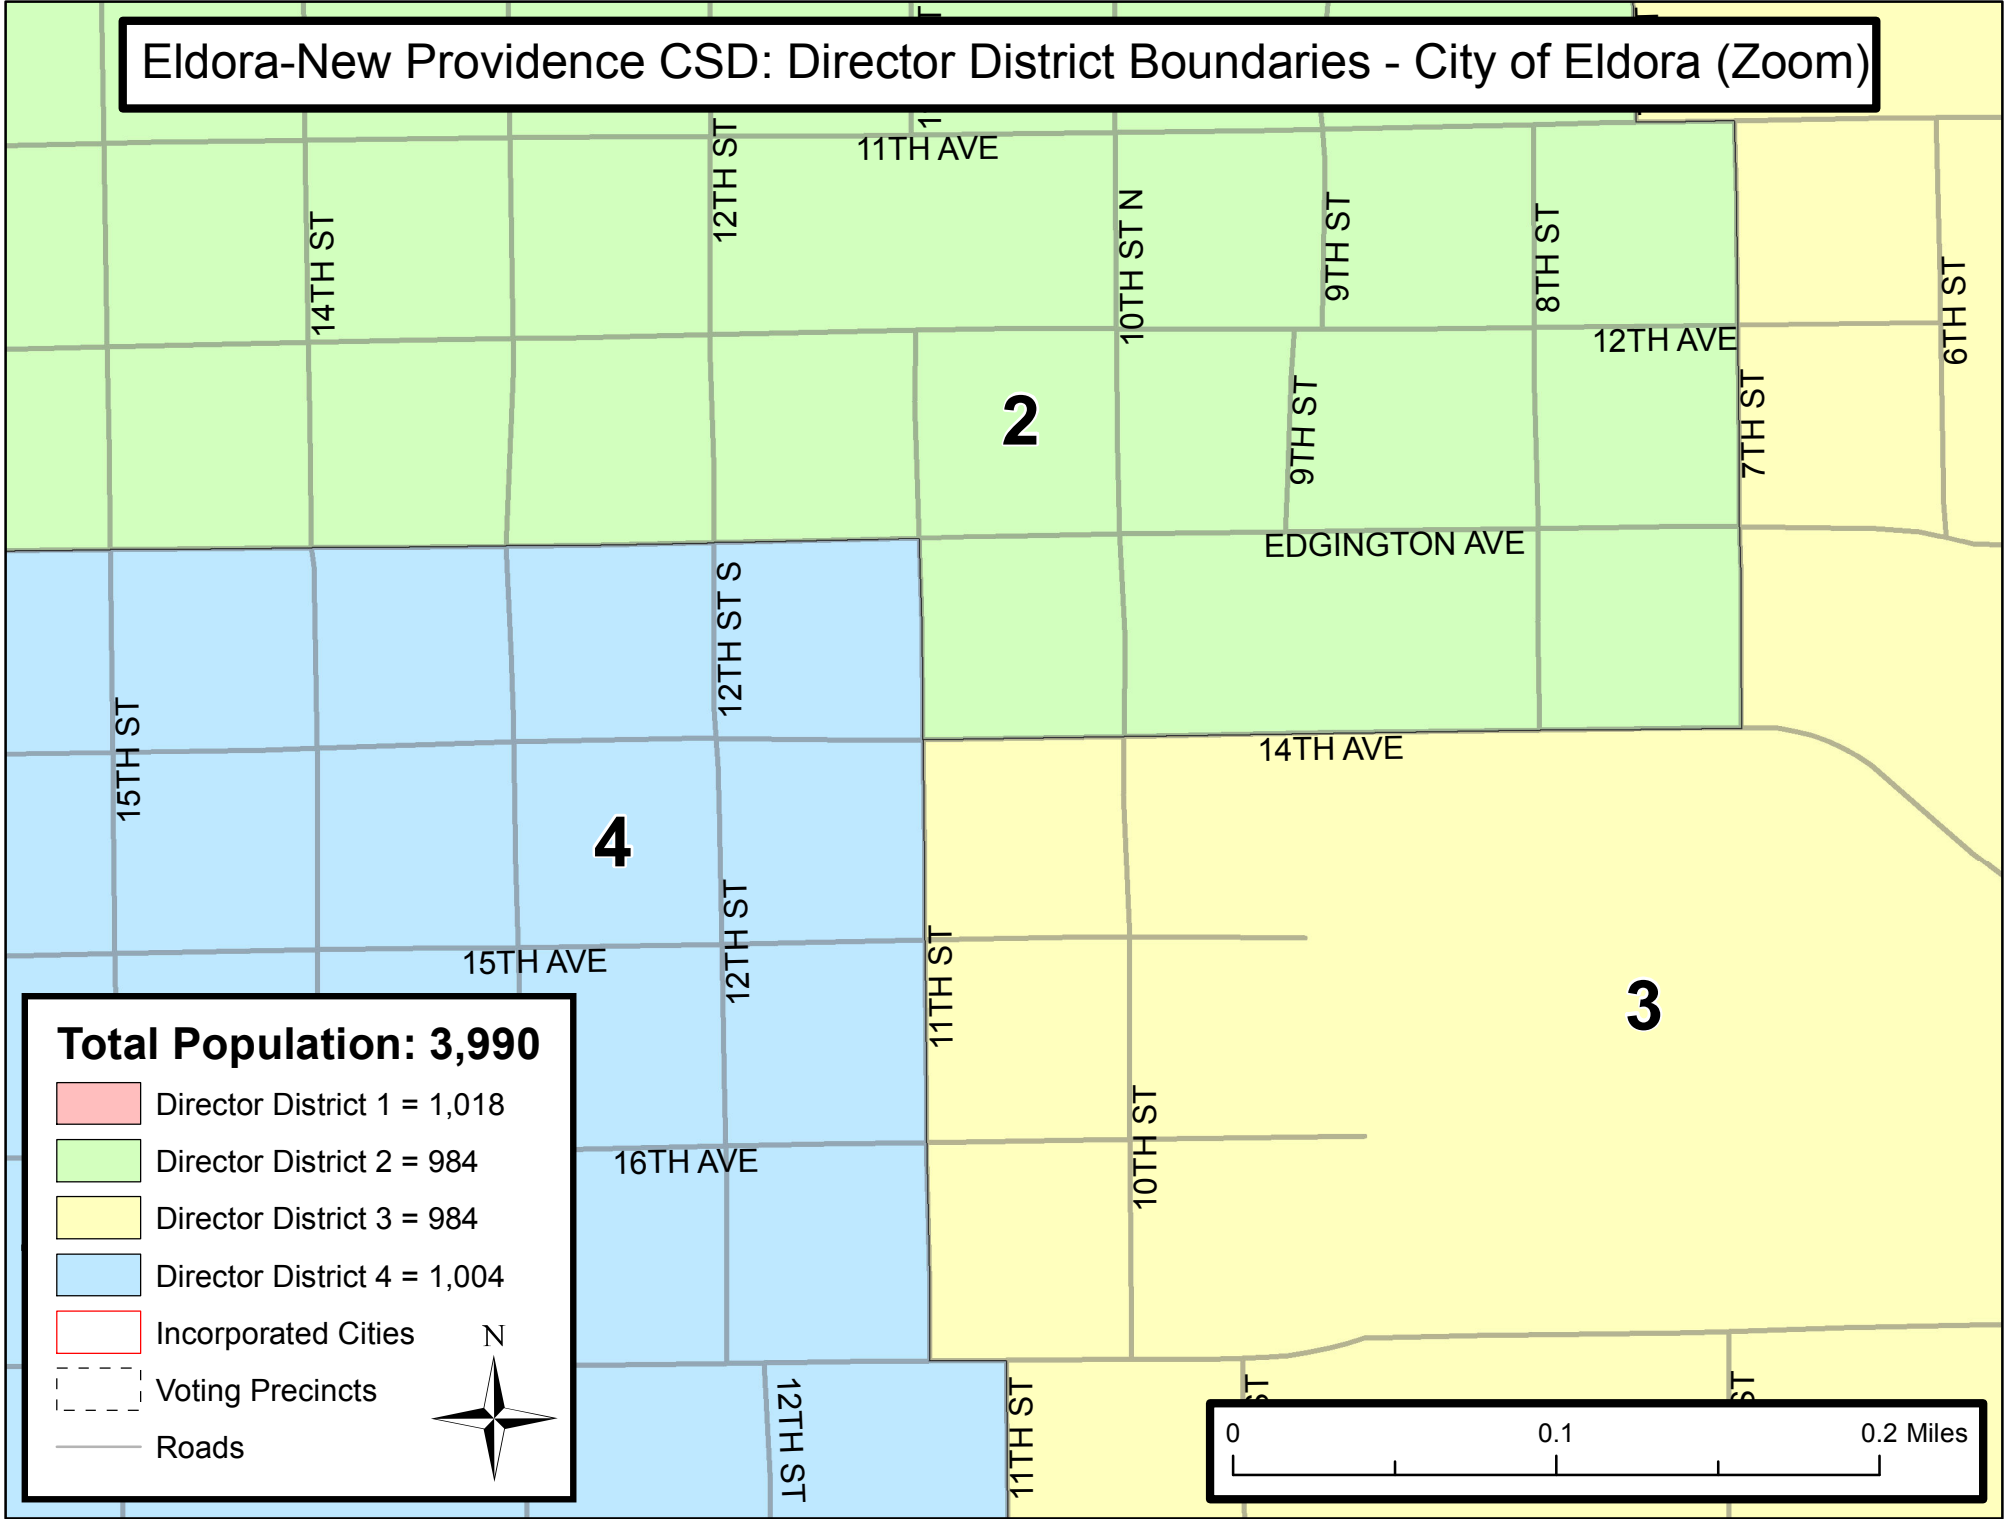 Eldora-New Providence CSD: Director District Boundaries - City of Eldora (Zoom)
11TH AVE
12TH ST
14TH ST
10TH ST N
9TH ST
8TH ST
6TH ST
12TH AVE
7TH ST
9TH ST
2
EDGINGTON AVE
12TH ST S
15TH ST
14TH AVE
4
12TH ST
15TH AVE
11TH ST
3
10TH ST
16TH AVE
12TH ST
11TH ST
ST
ST
Total Population: 3,990
Director District 1 = 1,018
Director District 2 = 984
Director District 3 = 984
Director District 4 = 1,004
Incorporated Cities
N
Voting Precincts
Roads
0 0.1 0.2 Miles